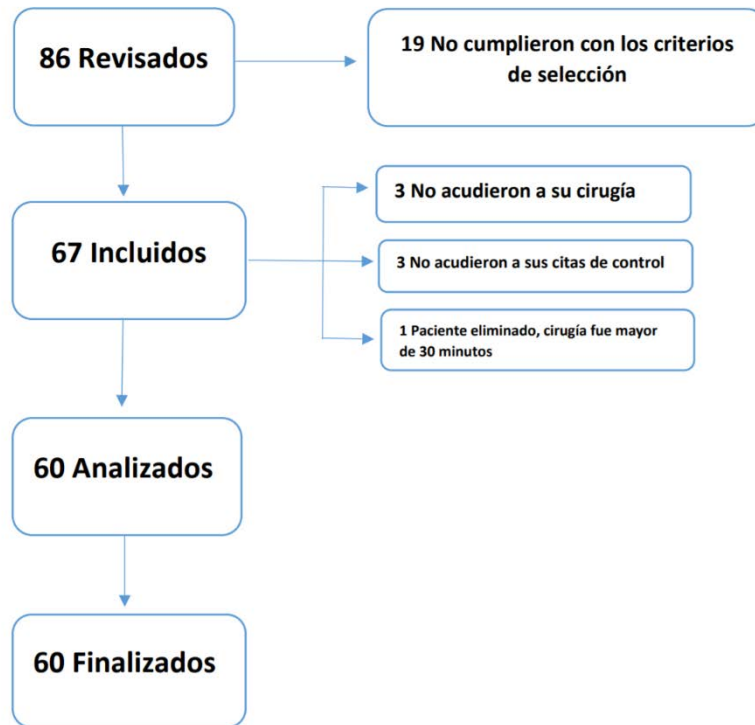 86 Revisados
19 No cumplieron con los criterios
de selección
67 Incluidos
3 No acudieron a su cirugía
3 No acudieron a sus citas de control
1 Paciente eliminado, cirugía fue mayor
de 30 minutos
60 Analizados
60 Finalizados